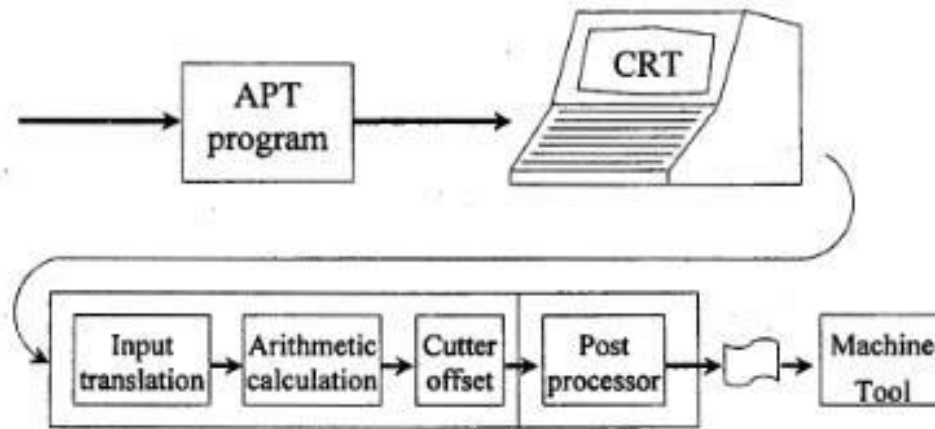 APT
program
CRT
Input
translation
Arithmetic
calculation
Cutter
offset
Post
processor
Machine
Tool